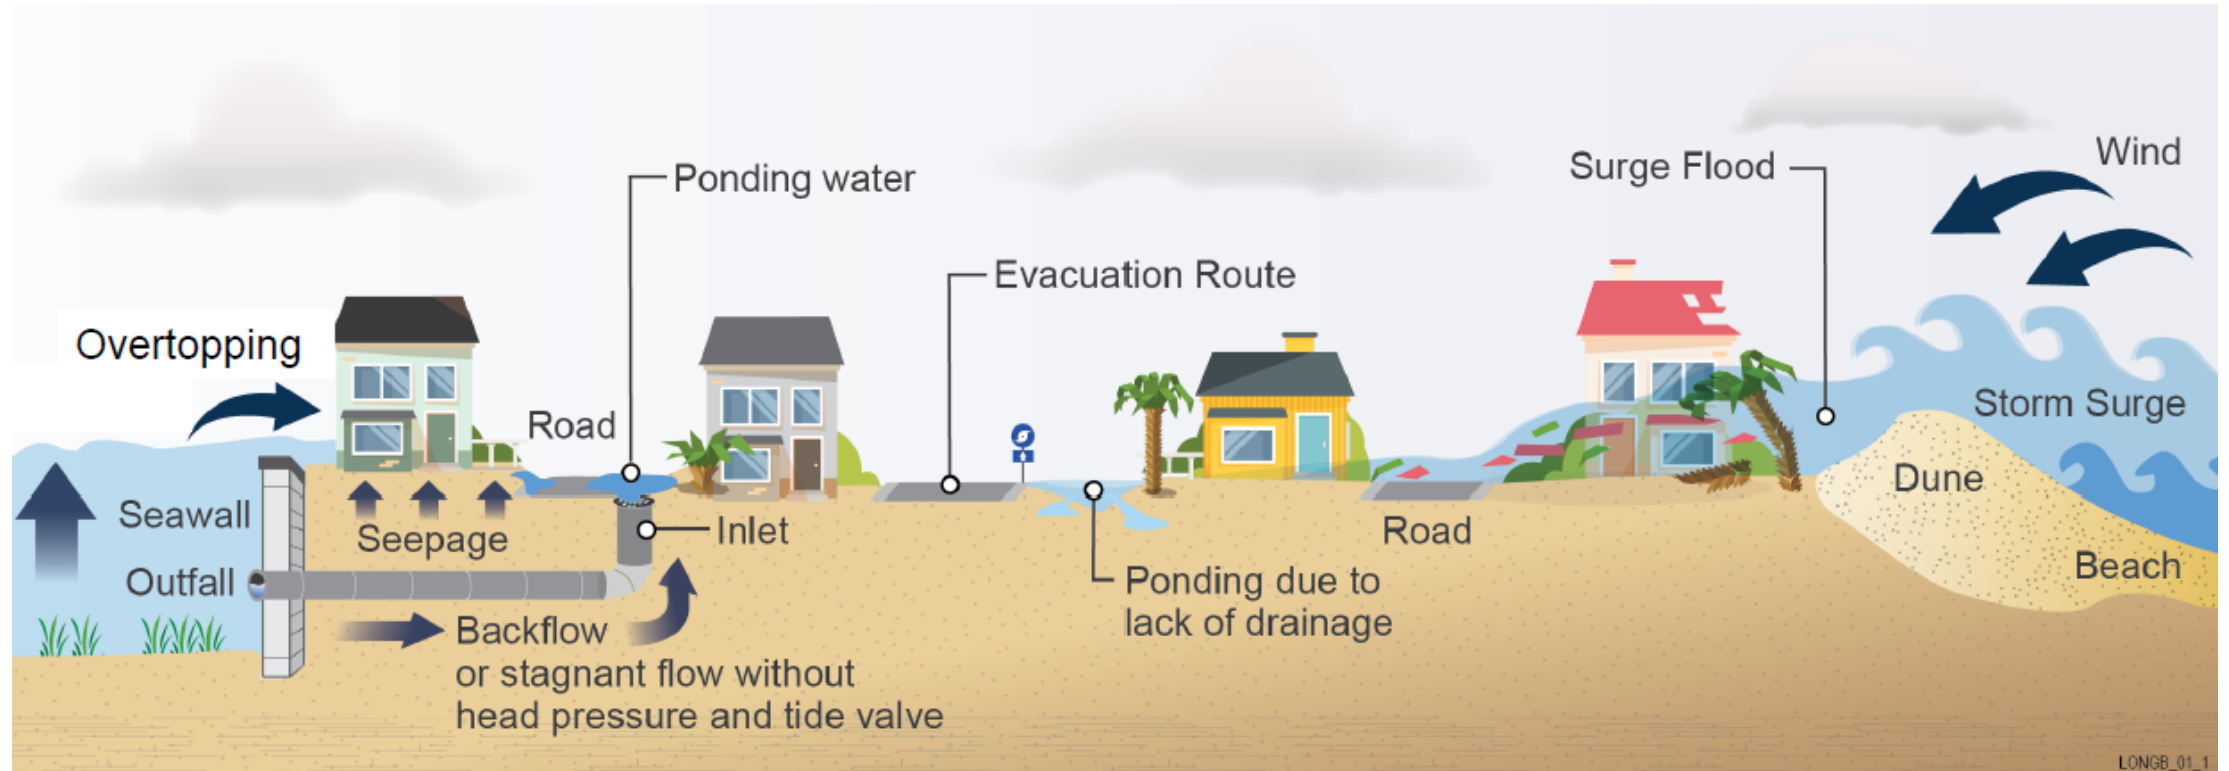 Wind
Surge Flood
Ponding water
Evacuation Route
Overtopping
Storm Surge
Road
Dune
Seawall
Seepage
Inlet
Road
Beach
Outfall
Ponding due to
lack of drainage
Backflow
or stagnant flow without
head pressure and tide valve
LONGB_01_1